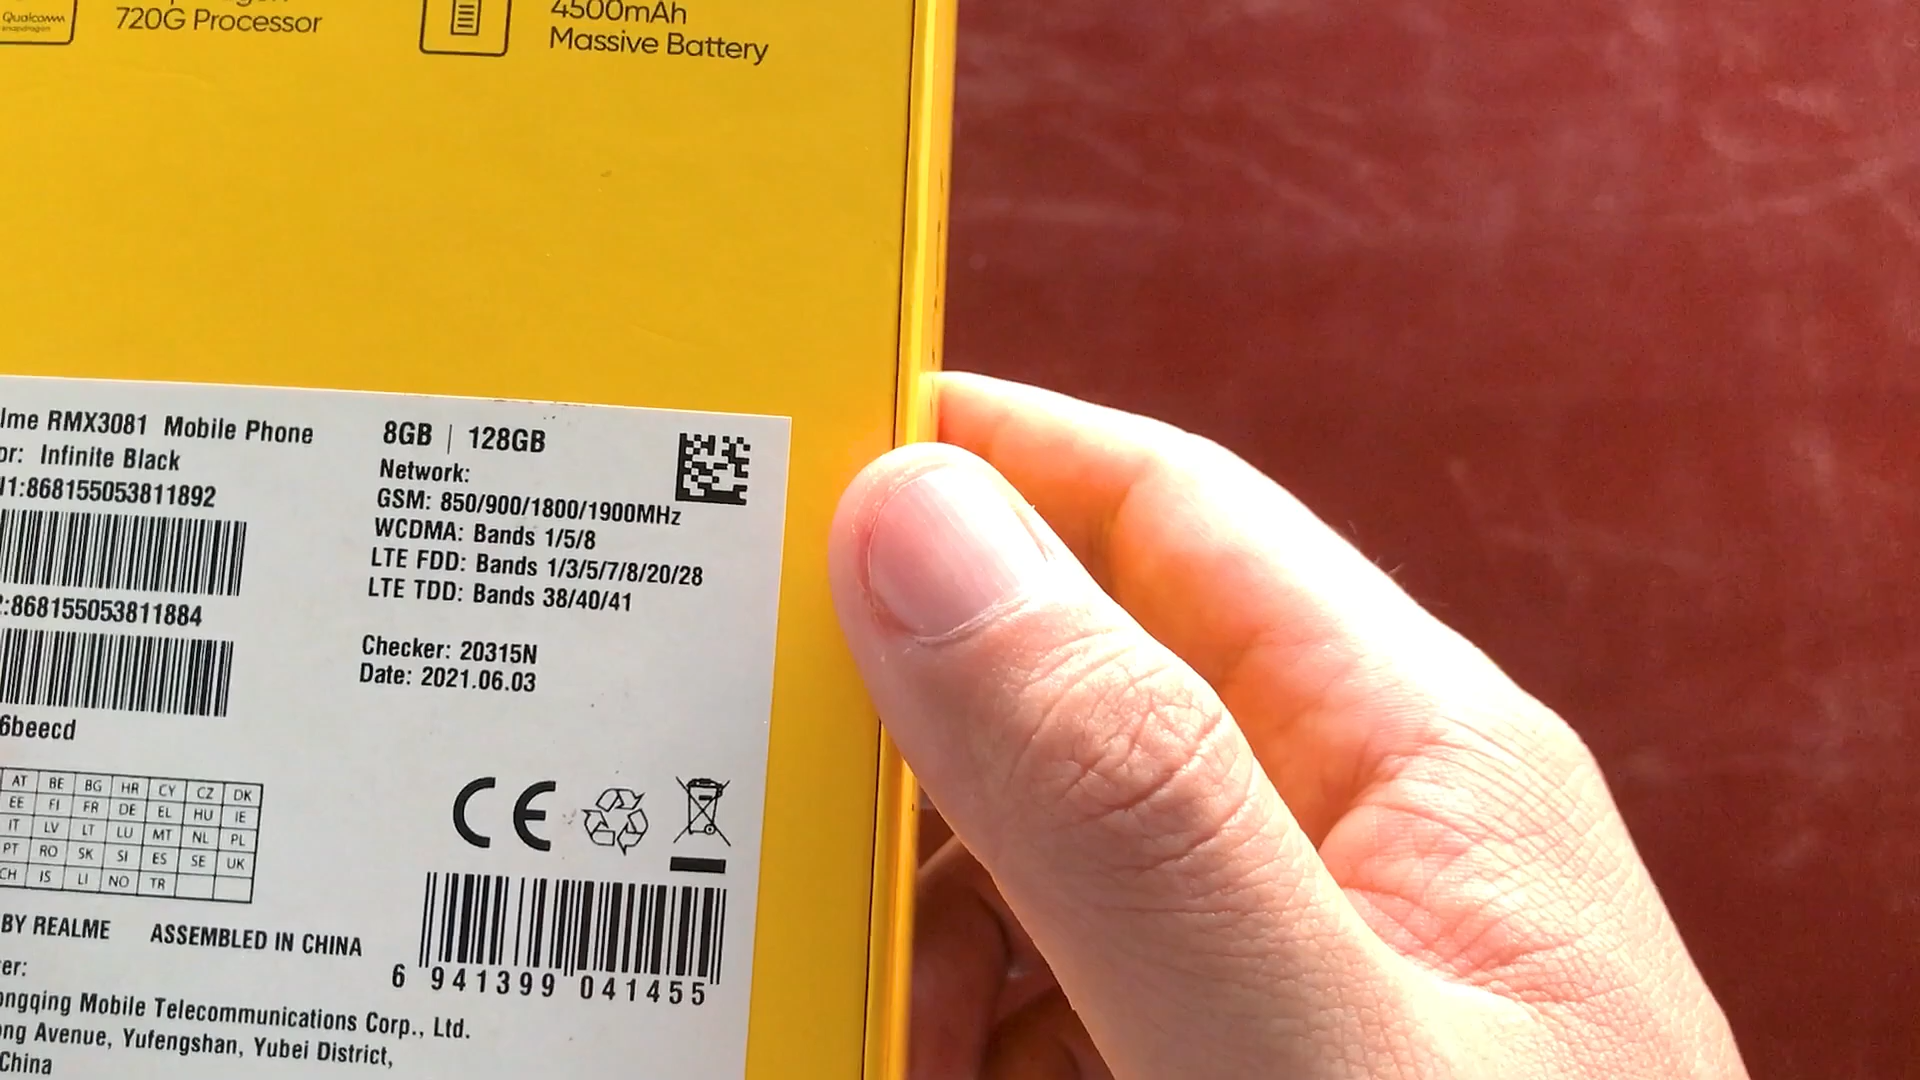 Qualcomm
snapdragon
720G Processor
4500mAh
Massive Battery
lme RMX3081 Mobile Phone
or: Infinite Black
I1:868155053811892
:868155053811884
6beecd
8GB | 128GB
Network:
GSM: 850/900/1800/1900MHz
WCDMA: Bands 1/5/8
LTE FDD: Bands 1/3/5/7/8/20/28
LTE TDD: Bands 38/40/41
Checker: 20315N
Date: 2021.06.03
AT BE BG HR CY CZ DK
EE FI FR DE EL HU IE
IT LV LT LU MT NL PL
PT RO SK SI ES SE UK
CH IS LI NO TR
CE
BY REALME ASSEMBLED IN CHINA
6 941399 041455
er:
ongqing Mobile Telecommunications Corp., Ltd.
ong Avenue, Yufengshan, Yubei District,
China